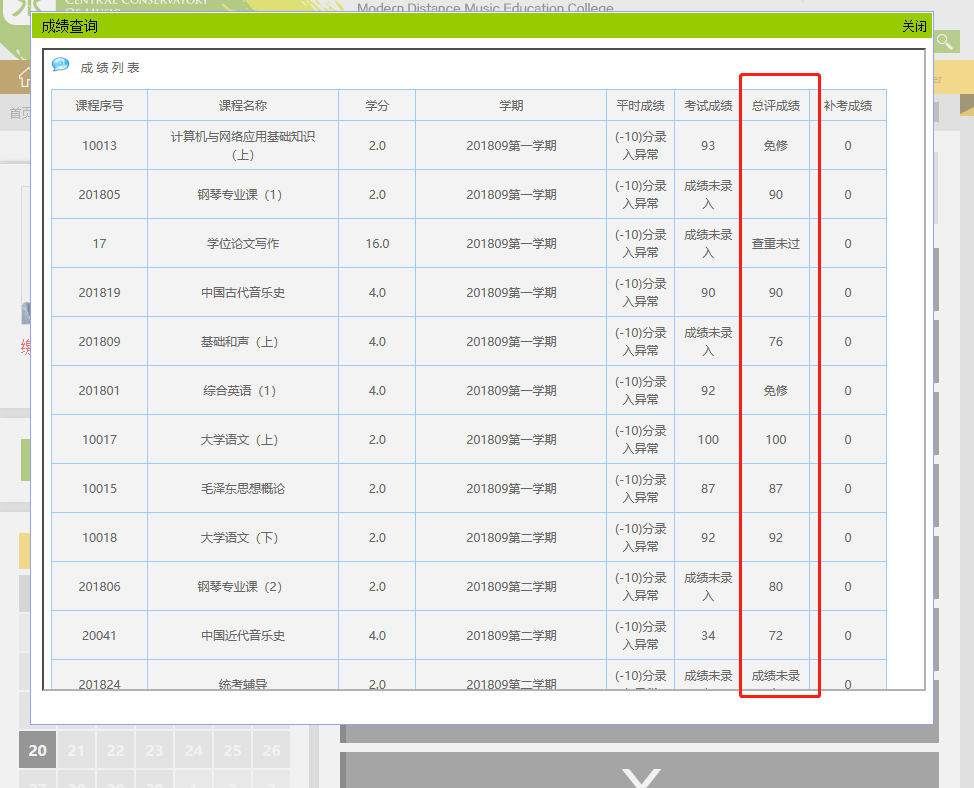 CENTRAL CONSERVATORY
OF MUSIC
Modern Distance Music Education College
成绩查询 关闭
首页
成绩列表
课程序号 课程名称 学分 学期 平时成绩 考试成绩 总评成绩 补考成绩
10013 计算机与网络应用基础知识（上） 2.0 201809第一学期 (-10)分录入异常 93 免修 0
201805 钢琴专业课（1） 2.0 201809第一学期 (-10)分录入异常 成绩未录入 90 0
17 学位论文写作 16.0 201809第一学期 (-10)分录入异常 成绩未录入 查重未过 0
201819 中国古代音乐史 4.0 201809第一学期 (-10)分录入异常 90 90 0
201809 基础和声（上） 4.0 201809第一学期 (-10)分录入异常 成绩未录入 76 0
201801 综合英语（1） 4.0 201809第一学期 (-10)分录入异常 92 免修 0
10017 大学语文（上） 2.0 201809第一学期 (-10)分录入异常 100 100 0
10015 毛泽东思想概论 2.0 201809第一学期 (-10)分录入异常 87 87 0
10018 大学语文（下） 2.0 201809第二学期 (-10)分录入异常 92 92 0
201806 钢琴专业课（2） 2.0 201809第二学期 (-10)分录入异常 成绩未录入 80 0
20041 中国近代音乐史 4.0 201809第二学期 (-10)分录入异常 34 72 0
201824 统考辅导 2.0 201809第二学期 (-10)分录 成绩未录 成绩未录 0
20 21 22 23 24 25 26